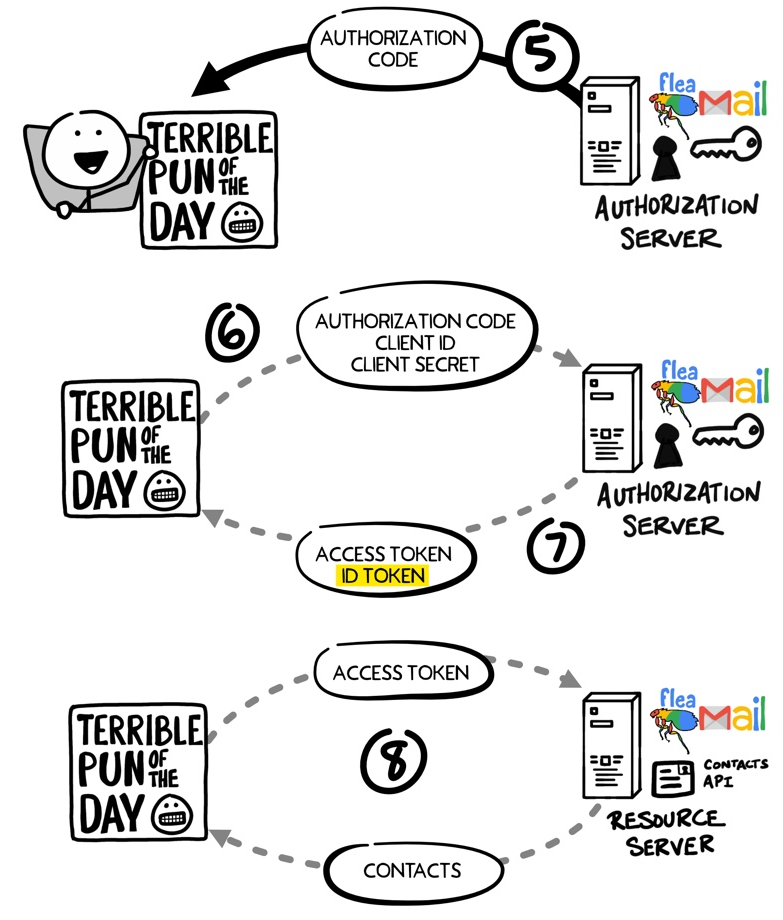 AUTHORIZATION
CODE
5
flea
Mail
TERRIBLE
PUN OF THE
DAY
AUTHORIZATION
SERVER
6
AUTHORIZATION CODE
CLIENT ID
CLIENT SECRET
flea
Mail
TERRIBLE
PUN OF THE
DAY
AUTHORIZATION
SERVER
7
ACCESS TOKEN
ID TOKEN
ACCESS TOKEN
flea
Mail
TERRIBLE
PUN OF THE
DAY
8
CONTACTS
API
RESOURCE
SERVER
CONTACTS